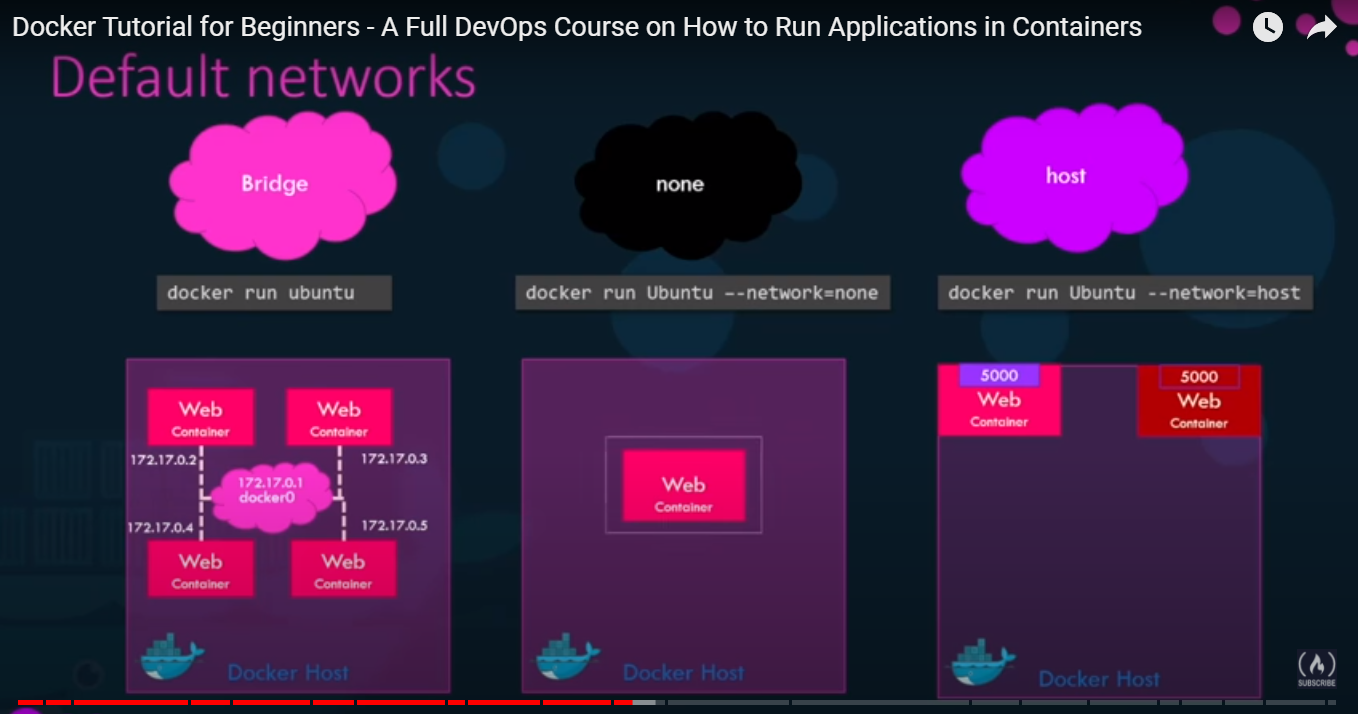 Docker Tutorial for Beginners - A Full DevOps Course on How to Run Applications in Containers
Default networks
Bridge
none
host
docker run ubuntu
docker run Ubuntu --network=none
docker run Ubuntu --network=host
Web
Container
Web
Container
172.17.0.2
172.17.0.3
172.17.0.1
docker0
172.17.0.4
172.17.0.5
Web
Container
Web
Container
Docker Host
Web
Container
Docker Host
5000
Web
Container
5000
Web
Container
Docker Host
SUBSCRIBE